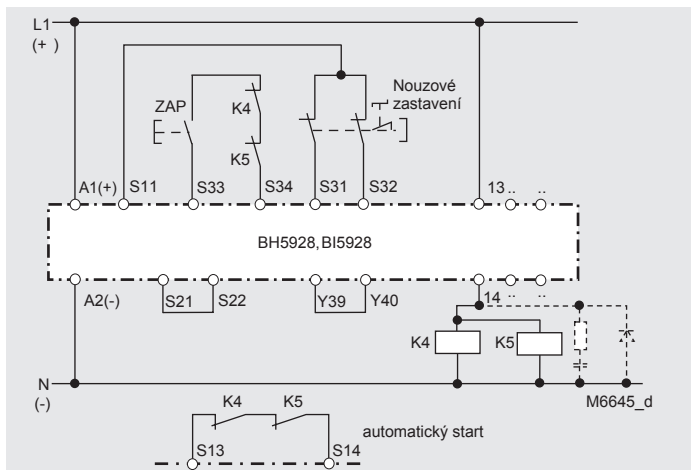 L1
(+)
ZAP
K4
K5
Nouzové
zastavení
A1(+) S11 S33 S34 S31 S32 13 .. ..
BH5928, BI5928
A2(-) S21 S22 Y39 Y40 14 .. ..
K4 K5
N
(-)
M6645_d
K4 K5
automatický start
S13 S14